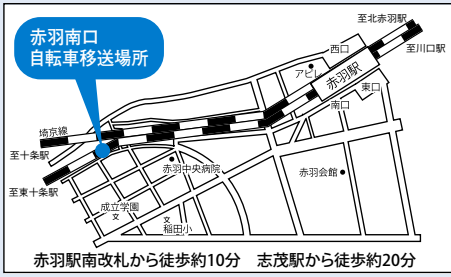 赤羽南口
自転車移送場所
至北赤羽駅
至川口駅
西口
アピレ
赤羽駅
東口
南口
埼京線
至十条駅
至東十条駅
赤羽中央病院
赤羽会館
成立学園
稲田小
赤羽駅南改札から徒歩約10分 志茂駅から徒歩約20分